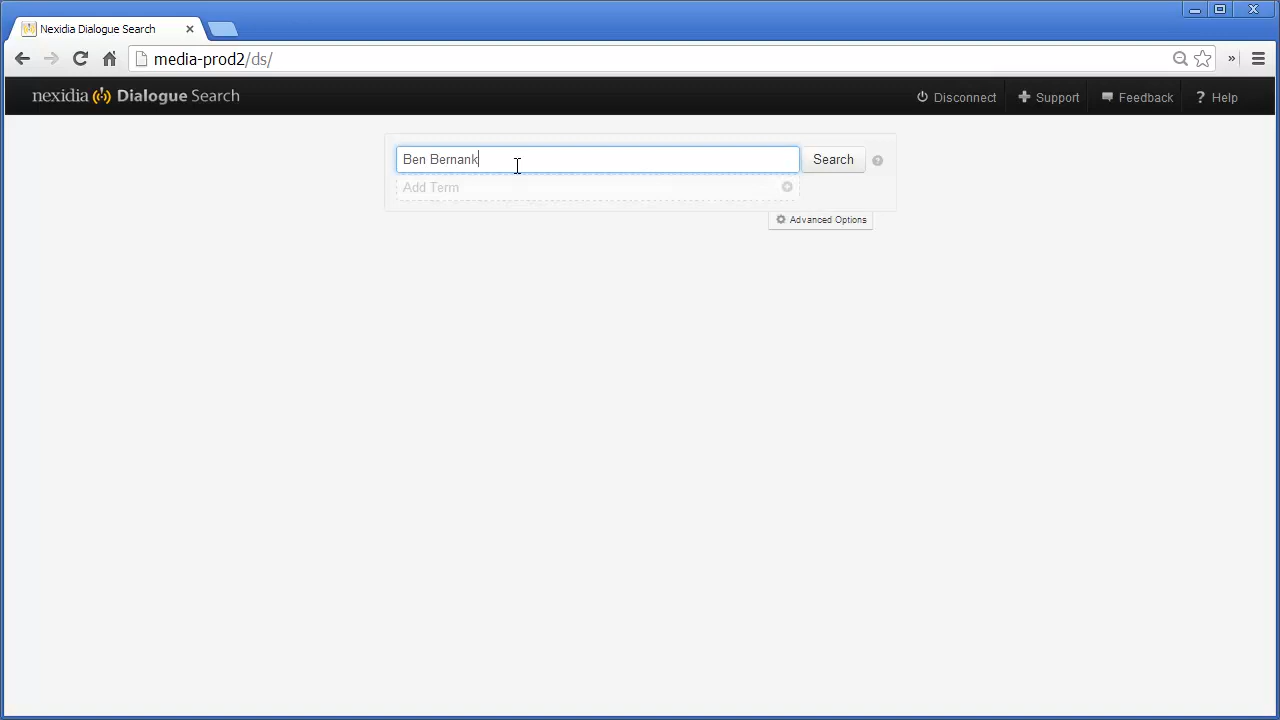 Nexidia Dialogue Search
media-prod2/ds/
nexidia Dialogue Search
Disconnect
Support
Feedback
Help
Ben Bernank
Search
Add Term
Advanced Options